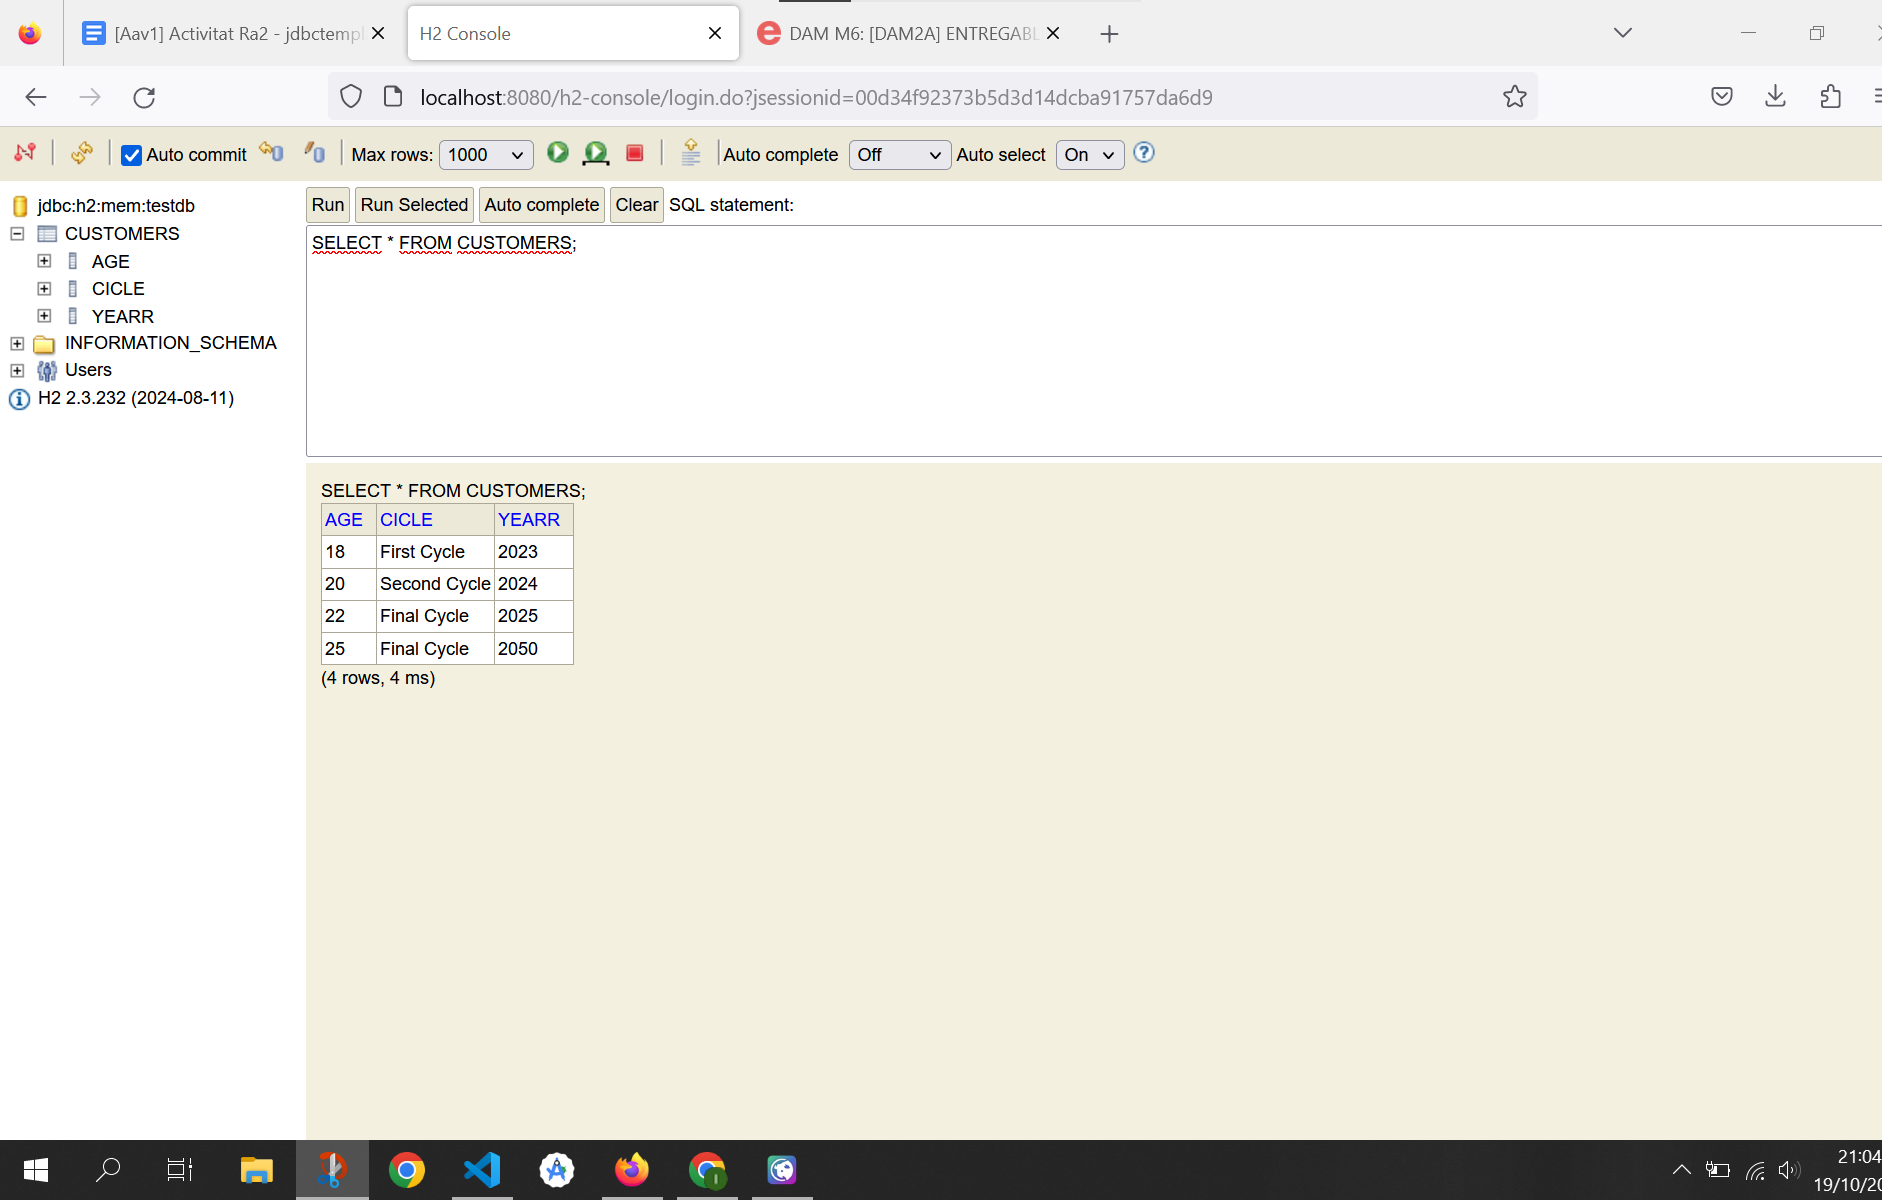 [Aav1] Activitat Ra2 - jdbctempl
H2 Console
DAM M6: [DAM2A] ENTREGABL
localhost:8080/h2-console/login.do?jsessionid=00d34f92373b5d3d14dcba91757da6d9
Auto commit Max rows: 1000 Auto complete Off Auto select On
jdbc:h2:mem:testdb
CUSTOMERS
AGE
CICLE
YEARR
INFORMATION_SCHEMA
Users
H2 2.3.232 (2024-08-11)
Run Run Selected Auto complete Clear SQL statement:
SELECT * FROM CUSTOMERS;
SELECT * FROM CUSTOMERS;
AGE CICLE YEARR
18 First Cycle 2023
20 Second Cycle 2024
22 Final Cycle 2025
25 Final Cycle 2050
(4 rows, 4 ms)
21:04
19/10/20